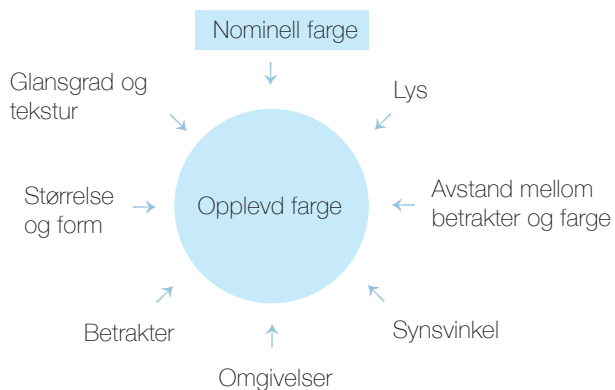 Nominell farge
Glansgrad og
tekstur
Lys
Størrelse
og form
Opplevd farge
Avstand mellom
betrakter og farge
Betrakter
Synsvinkel
Omgivelser